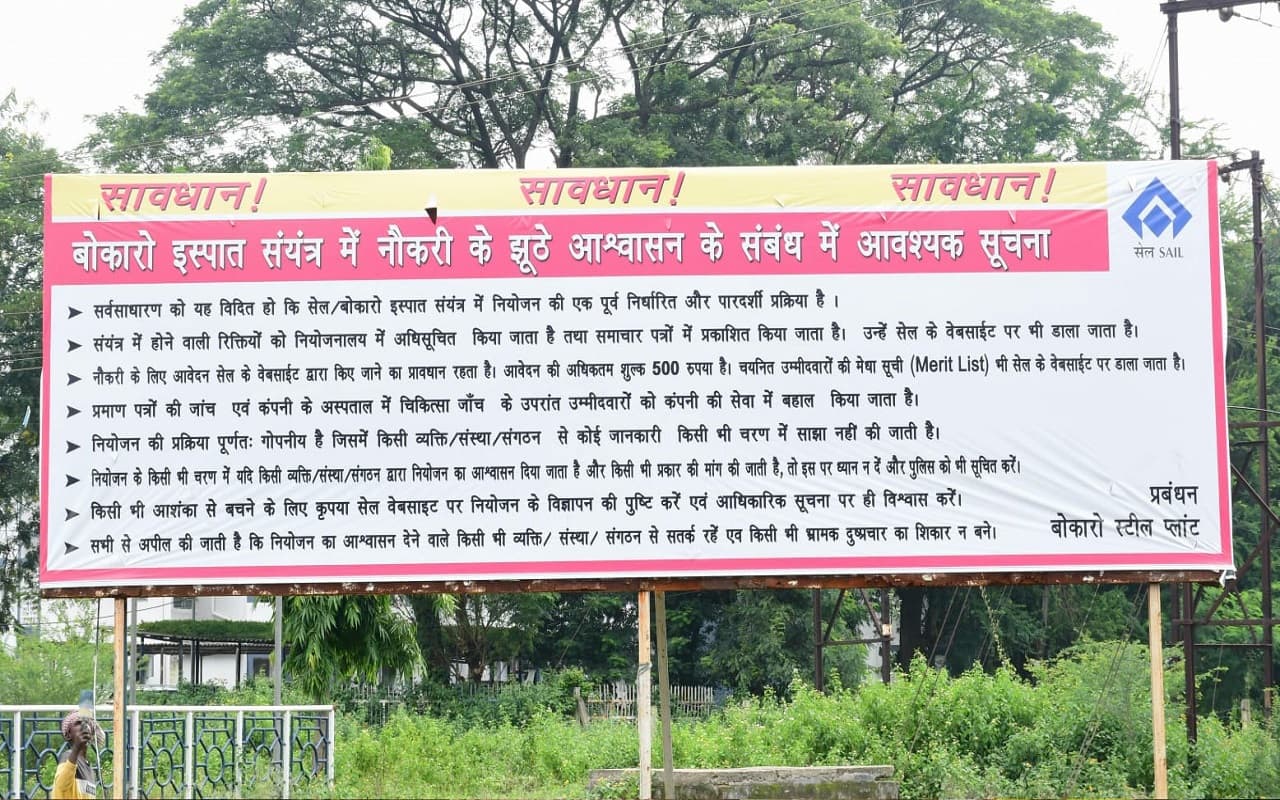 सावधान! सावधान! सावधान!
सेल SAIL
बोकारो इस्पात संयंत्र में नौकरी के झूठे आश्वासन के संबंध में आवश्यक सूचना
➤ सर्वसाधारण को यह विदित हो कि सेल/बोकारो इस्पात संयंत्र में नियोजन की एक पूर्व निर्धारित और पारदर्शी प्रक्रिया है ।
➤ संयंत्र में होने वाली रिक्तियों को नियोजनालय में अधिसूचित किया जाता है तथा समाचार पत्रों में प्रकाशित किया जाता है। उन्हें सेल के वेबसाईट पर भी डाला जाता है।
➤ नौकरी के लिए आवेदन सेल के वेबसाईट द्वारा किए जाने का प्रावधान रहता है। आवेदन की अधिकतम शुल्क 500 रुपया है। चयनित उम्मीदवारों की मेधा सूची (Merit List) भी सेल के वेबसाईट पर डाला जाता है।
➤ प्रमाण पत्रों की जांच एवं कंपनी के अस्पताल में चिकित्सा जाँच के उपरांत उम्मीदवारों को कंपनी की सेवा में बहाल किया जाता है।
➤ नियोजन की प्रक्रिया पूर्णतः गोपनीय है जिसमें किसी व्यक्ति/संस्था/संगठन से कोई जानकारी किसी भी चरण में साझा नहीं की जाती है।
➤ नियोजन के किसी भी चरण में यदि किसी व्यक्ति/संस्था/संगठन द्वारा नियोजन का आश्वासन दिया जाता है और किसी भी प्रकार की मांग की जाती है, तो इस पर ध्यान न दें और पुलिस को भी सूचित करें।
➤ किसी भी आशंका से बचने के लिए कृपया सेल वेबसाइट पर नियोजन के विज्ञापन की पुष्टि करें एवं आधिकारिक सूचना पर ही विश्वास करें।
➤ सभी से अपील की जाती है कि नियोजन का आश्वासन देने वाले किसी भी व्यक्ति/ संस्था/ संगठन से सतर्क रहें एव किसी भी भ्रामक दुष्प्रचार का शिकार न बने।
प्रबंधन
बोकारो स्टील प्लांट